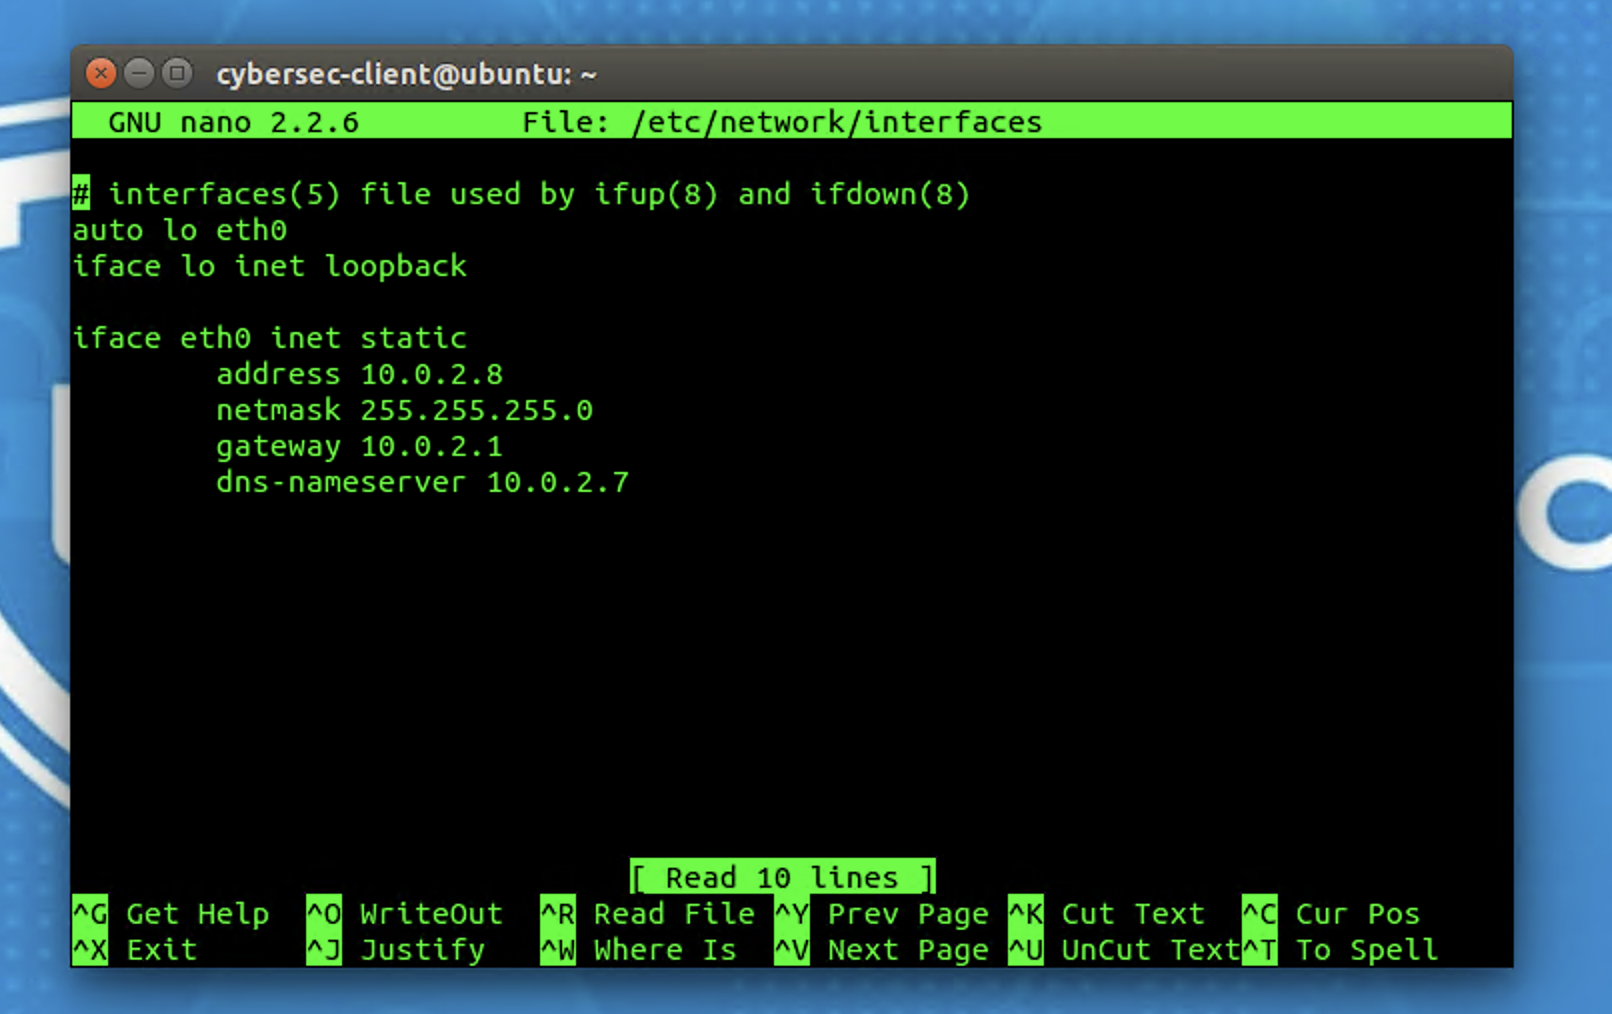 cybersec-client@ubuntu: ~
GNU nano 2.2.6 File: /etc/network/interfaces
# interfaces(5) file used by ifup(8) and ifdown(8)
auto lo eth0
iface lo inet loopback
iface eth0 inet static
address 10.0.2.8
netmask 255.255.255.0
gateway 10.0.2.1
dns-nameserver 10.0.2.7
[ Read 10 lines ]
^G Get Help ^O WriteOut ^R Read File ^Y Prev Page ^K Cut Text ^C Cur Pos
^X Exit ^J Justify ^W Where Is ^V Next Page ^U UnCut Text ^T To Spell